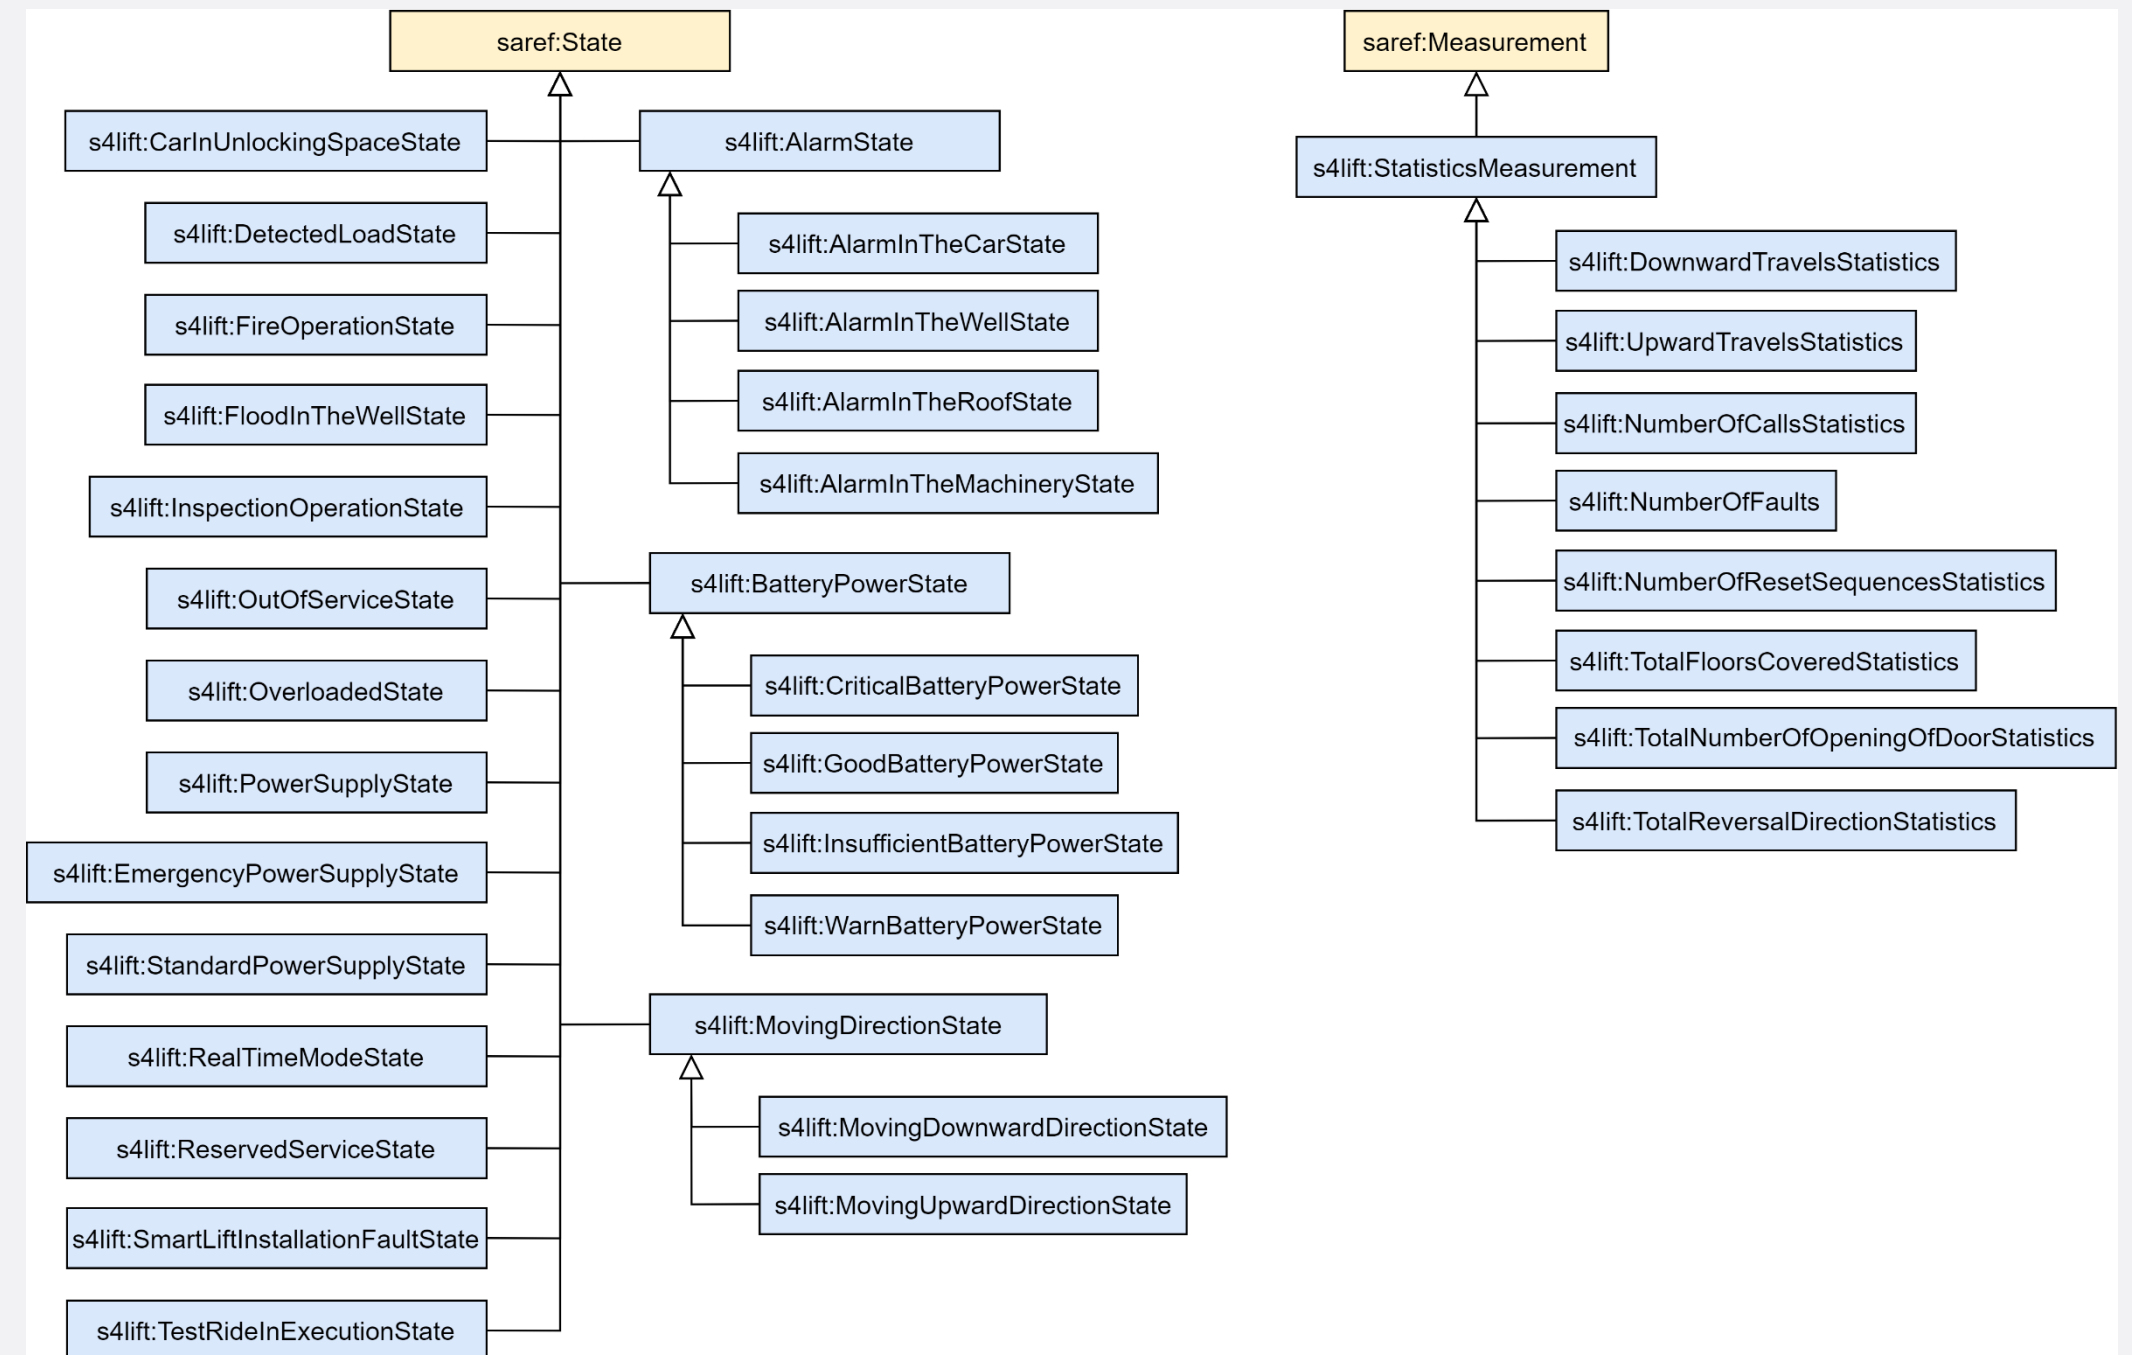 saref:State
s4lift:CarInUnlockingSpaceState
s4lift:DetectedLoadState
s4lift:FireOperationState
s4lift:FloodInTheWellState
s4lift:InspectionOperationState
s4lift:OutOfServiceState
s4lift:OverloadedState
s4lift:PowerSupplyState
s4lift:EmergencyPowerSupplyState
s4lift:StandardPowerSupplyState
s4lift:RealTimeModeState
s4lift:ReservedServiceState
s4lift:SmartLiftInstallationFaultState
s4lift:TestRideInExecutionState
s4lift:AlarmState
s4lift:AlarmInTheCarState
s4lift:AlarmInTheWellState
s4lift:AlarmInTheRoofState
s4lift:AlarmInTheMachineryState
s4lift:BatteryPowerState
s4lift:CriticalBatteryPowerState
s4lift:GoodBatteryPowerState
s4lift:InsufficientBatteryPowerState
s4lift:WarnBatteryPowerState
s4lift:MovingDirectionState
s4lift:MovingDownwardDirectionState
s4lift:MovingUpwardDirectionState
saref:Measurement
s4lift:StatisticsMeasurement
s4lift:DownwardTravelsStatistics
s4lift:UpwardTravelsStatistics
s4lift:NumberOfCallsStatistics
s4lift:NumberOfFaults
s4lift:NumberOfResetSequencesStatistics
s4lift:TotalFloorsCoveredStatistics
s4lift:TotalNumberOfOpeningOfDoorStatistics
s4lift:TotalReversalDirectionStatistics